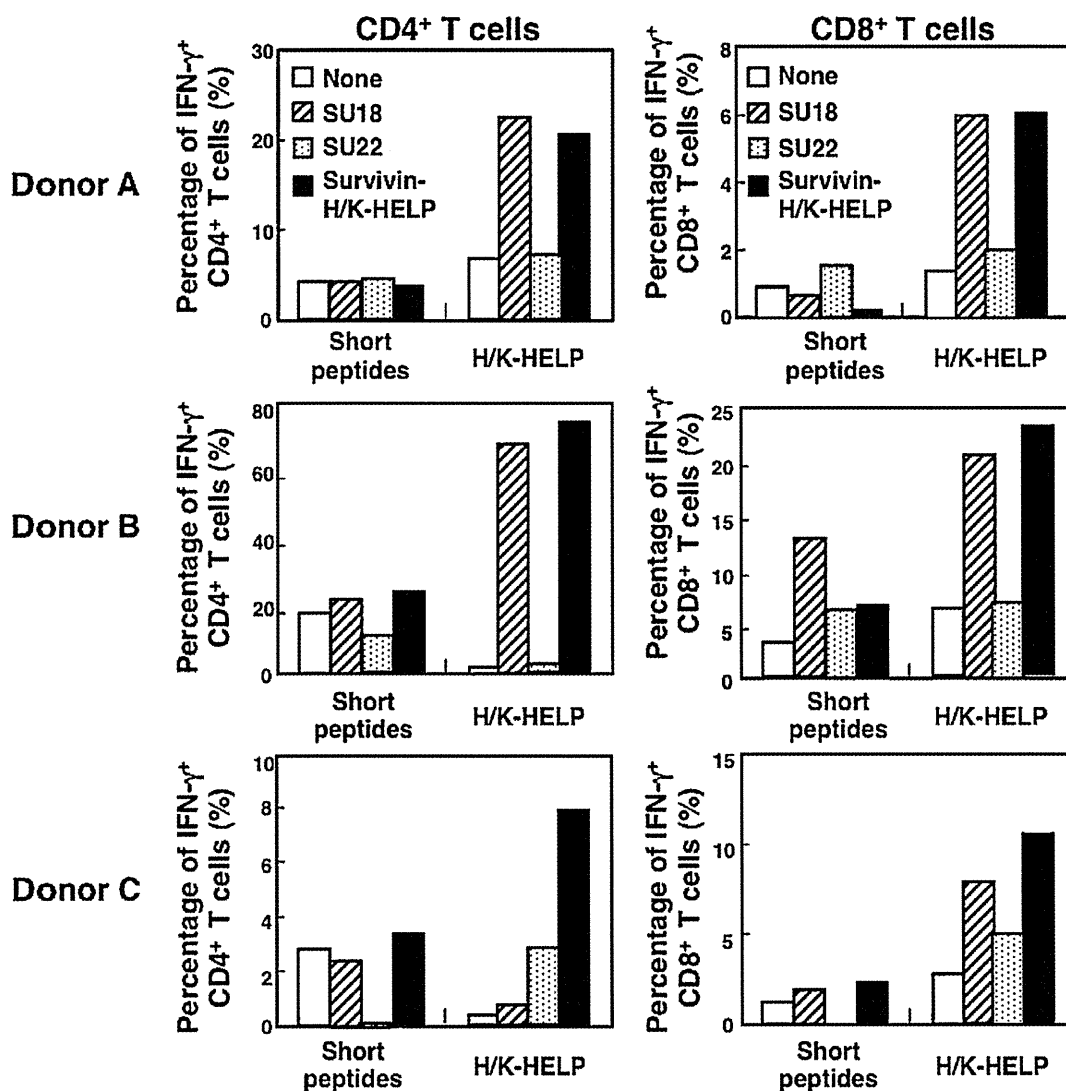 CD4⁺ T cells
CD8⁺ T cells
Donor A
Percentage of IFN-γ⁺
CD4⁺ T cells (%)
30
20
10
0
None
SU18
SU22
Survivin-
H/K-HELP
Short
peptides
H/K-HELP
Percentage of IFN-γ⁺
CD8⁺ T cells (%)
8
6
4
2
0
None
SU18
SU22
Survivin-
H/K-HELP
Short
peptides
H/K-HELP
Donor B
Percentage of IFN-γ⁺
CD4⁺ T cells (%)
80
60
40
20
0
Short
peptides
H/K-HELP
Percentage of IFN-γ⁺
CD8⁺ T cells (%)
25
20
15
10
5
0
Short
peptides
H/K-HELP
Donor C
Percentage of IFN-γ⁺
CD4⁺ T cells (%)
10
8
6
4
2
0
Short
peptides
H/K-HELP
Percentage of IFN-γ⁺
CD8⁺ T cells (%)
15
10
5
0
Short
peptides
H/K-HELP